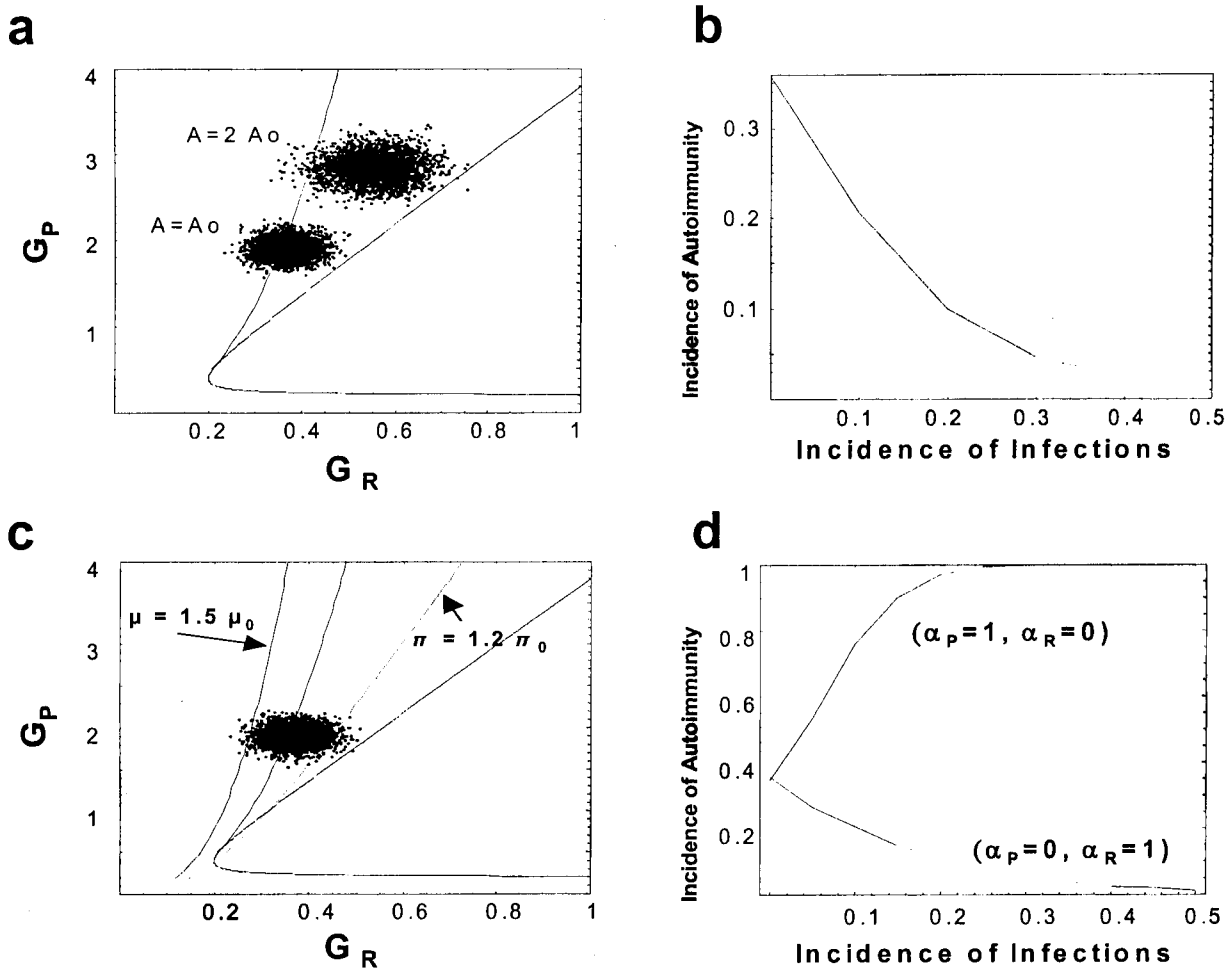 a
4
3
2
1
A=2 Ao
A=Ao
G P
0.2 0.4 0.6 0.8 1
G R
b
0.3
0.2
0.1
Incidence of Autoimmunity
0.1 0.2 0.3 0.4 0.5
Incidence of Infections
c
4
3
2
1
μ = 1.5 μ0
π = 1.2 π0
G P
0.2 0.4 0.6 0.8 1
G R
d
1
0.8
0.6
0.4
0.2
(αP=1, αR=0)
(αP=0, αR=1)
Incidence of Autoimmunity
0.1 0.2 0.3 0.4 0.5
Incidence of Infections